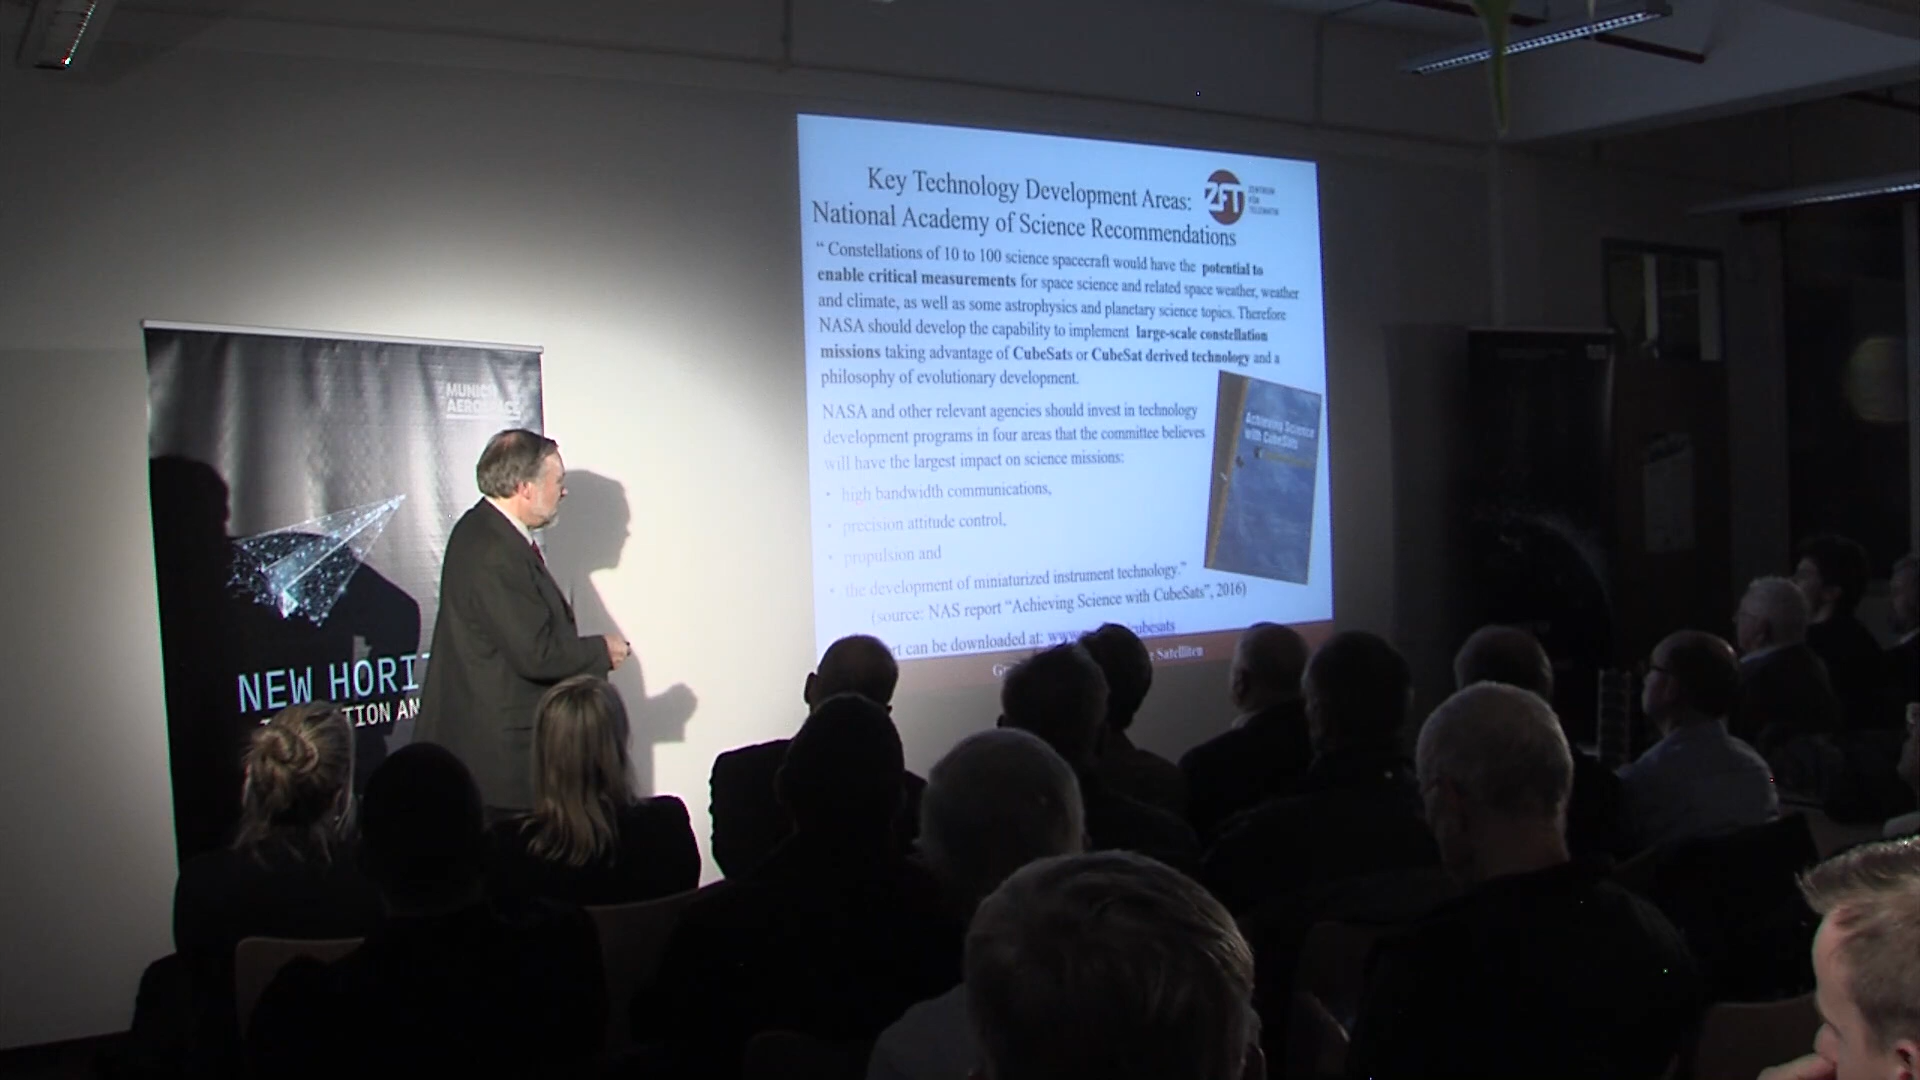 Key Technology Development Areas:
National Academy of Science Recommendations
ZFT
ZENTRUM
FÜR
TELEMATIK
“ Constellations of 10 to 100 science spacecraft would have the potential to
enable critical measurements for space science and related space weather, weather
and climate, as well as some astrophysics and planetary science topics. Therefore
NASA should develop the capability to implement large-scale constellation
missions taking advantage of CubeSats or CubeSat derived technology and a
philosophy of evolutionary development.
NASA and other relevant agencies should invest in technology
development programs in four areas that the committee believes
will have the largest impact on science missions:
• high bandwidth communications,
• precision attitude control,
• propulsion and
• the development of miniaturized instrument technology.”
(source: NAS report “Achieving Science with CubeSats”, 2016)
can be downloaded at: cubesats
Satelliten
Achieving Science
with CubeSats
MUNICH
AEROSPACE
NEW HORI
TION AN